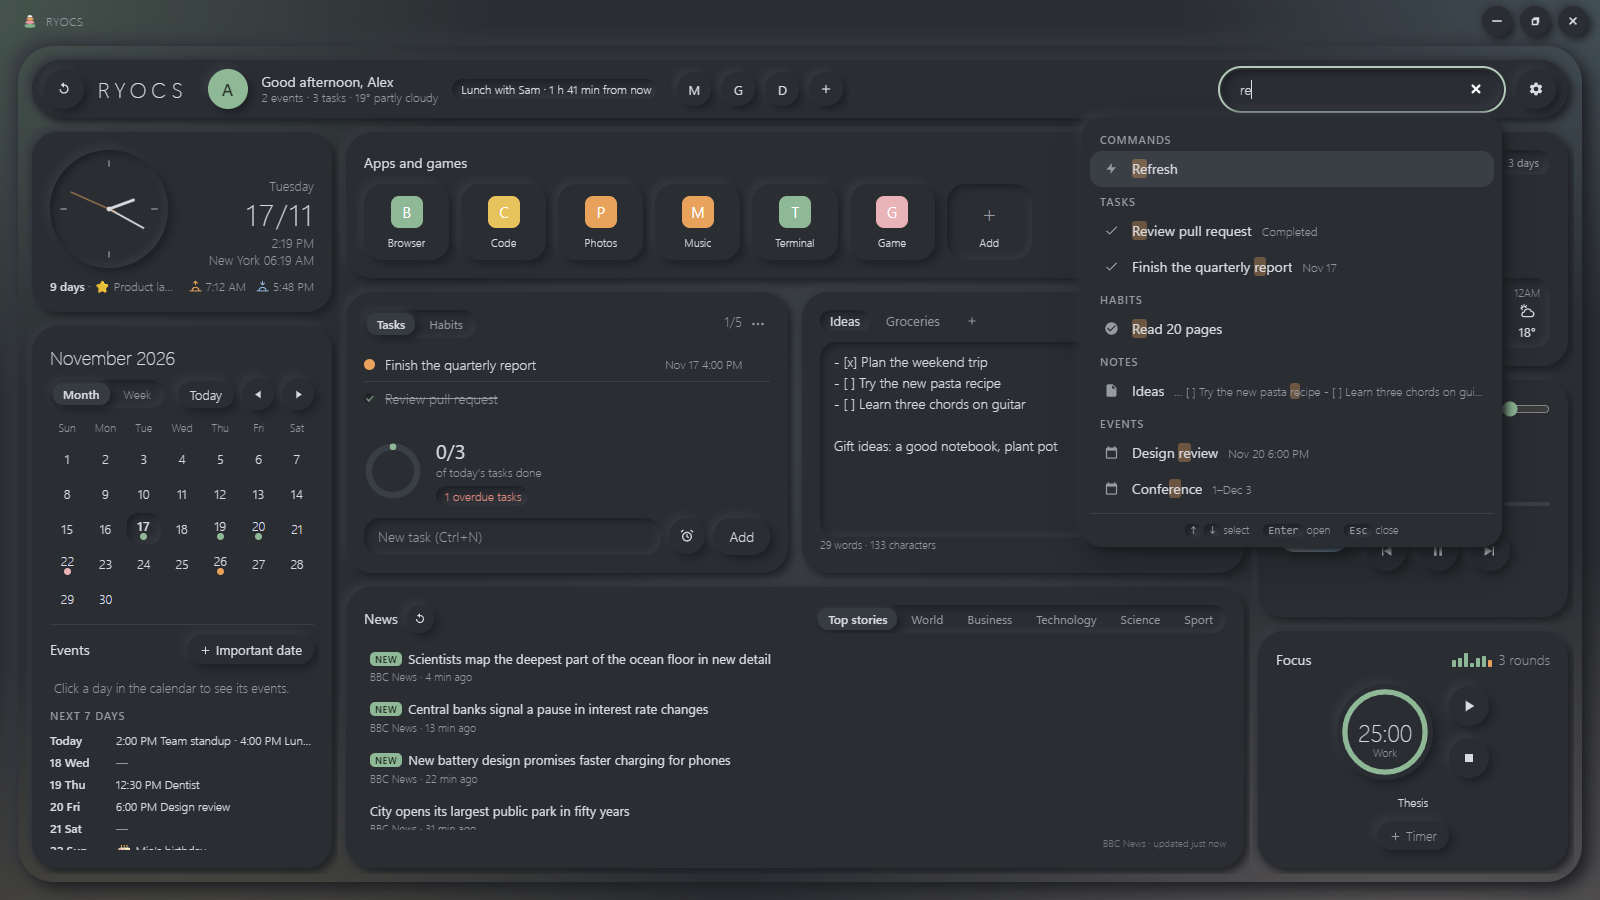 RYOCS
RYOCS
A
Good afternoon, Alex
2 events · 3 tasks · 19° partly cloudy
Lunch with Sam · 1 h 41 min from now
M
G
D
+
re
Tuesday
17/11
2:19 PM
New York 06:19 AM
9 days · Product la...
7:12 AM
5:48 PM
Apps and games
B
C
P
M
T
G
+
Browser
Code
Photos
Music
Terminal
Game
Add
COMMANDS
Refresh
TASKS
Review pull request Completed
Finish the quarterly report Nov 17
HABITS
Read 20 pages
NOTES
Ideas ... [ ] Try the new pasta recipe - [ ] Learn three chords on gui...
EVENTS
Design review Nov 20 6:00 PM
Conference 1–Dec 3
↑ ↓ select Enter open Esc close
3 days
12AM
18°
November 2026
Month
Week
Today
Sun Mon Tue Wed Thu Fri Sat
1 2 3 4 5 6 7
8 9 10 11 12 13 14
15 16 17 18 19 20 21
22 23 24 25 26 27 28
29 30
Events
+ Important date
Click a day in the calendar to see its events.
NEXT 7 DAYS
Today 2:00 PM Team standup · 4:00 PM Lun...
18 Wed —
19 Thu 12:30 PM Dentist
20 Fri 6:00 PM Design review
21 Sat —
22 Sun Mia's birthday
Tasks
Habits
1/5 ...
Finish the quarterly report Nov 17 4:00 PM
Review pull request
0/3
of today's tasks done
1 overdue tasks
New task (Ctrl+N)
Add
Ideas
Groceries
+
- [x] Plan the weekend trip
- [ ] Try the new pasta recipe
- [ ] Learn three chords on guitar
Gift ideas: a good notebook, plant pot
29 words · 133 characters
News
Top stories
World
Business
Technology
Science
Sport
NEW Scientists map the deepest part of the ocean floor in new detail
BBC News · 4 min ago
NEW Central banks signal a pause in interest rate changes
BBC News · 13 min ago
NEW New battery design promises faster charging for phones
BBC News · 22 min ago
City opens its largest public park in fifty years
BBC News · 31 min ago
BBC News · updated just now
Focus
3 rounds
25:00
Work
Thesis
+ Timer